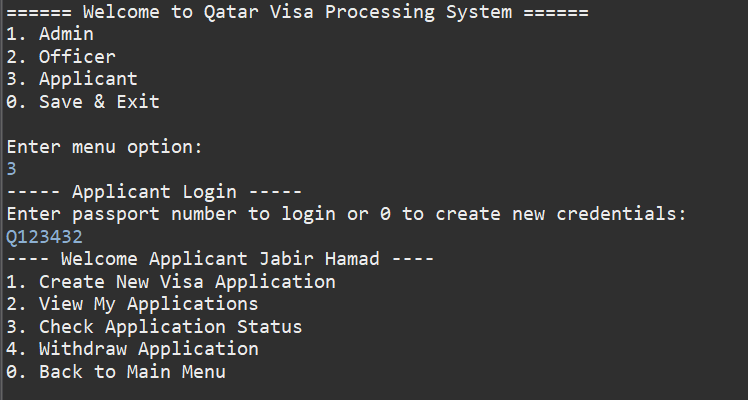 ====== Welcome to Qatar Visa Processing System ======
1. Admin
2. Officer
3. Applicant
0. Save & Exit
Enter menu option:
3
----- Applicant Login -----
Enter passport number to login or 0 to create new credentials:
Q123432
---- Welcome Applicant Jabir Hamad ----
1. Create New Visa Application
2. View My Applications
3. Check Application Status
4. Withdraw Application
0. Back to Main Menu